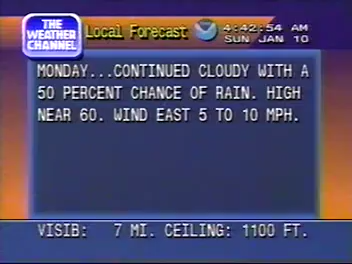 THE
WEATHER
CHANNEL
Local Forecast
4:42:54 AM
SUN JAN 10
MONDAY...CONTINUED CLOUDY WITH A
50 PERCENT CHANCE OF RAIN. HIGH
NEAR 60. WIND EAST 5 TO 10 MPH.
VISIB: 7 MI. CEILING: 1100 FT.